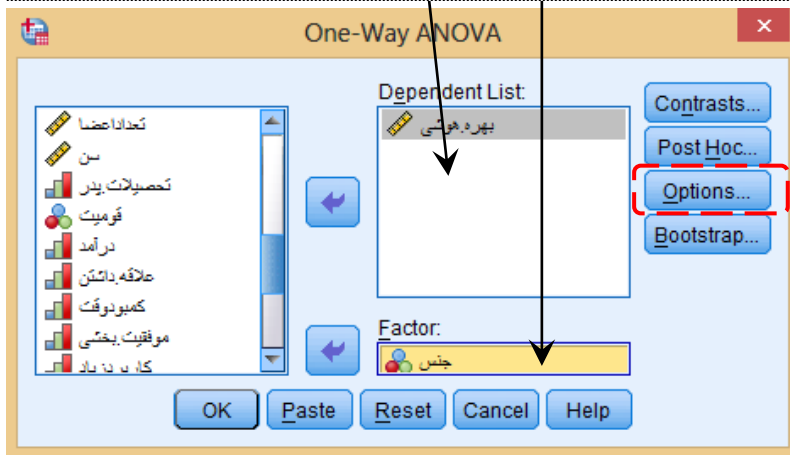 One-Way ANOVA
Dependent List:
بهره.هوشی
تعداداعضا
سن
تحصیلات.پدر
قومیت
درآمد
علاقه.داشتن
کمبودوقت
موفقیت.بخشی
Factor:
جنس
Contrasts...
Post Hoc...
Options...
Bootstrap...
OK
Paste
Reset
Cancel
Help